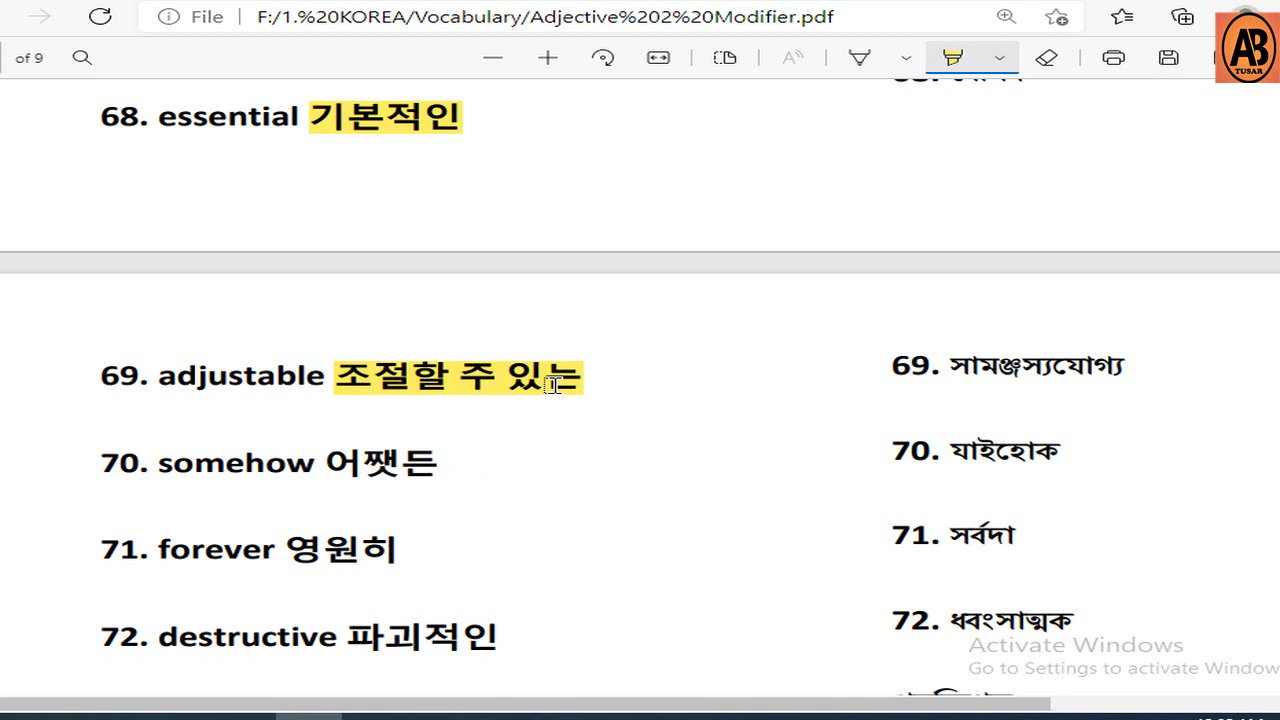 File F:/1.%20KOREA/Vocabulary/Adjective%202%20Modifier.pdf
AB
TUSAR
of 9
68. essential 기본적인
69. adjustable 조절할 주 있는
69. সামঞ্জস্যযোগ্য
70. somehow 어쨋든
70. যাইহোক
71. forever 영원히
71. সর্বদা
72. destructive 파괴적인
72. ধ্বংসাত্মক
Activate Windows
Go to Settings to activate Window